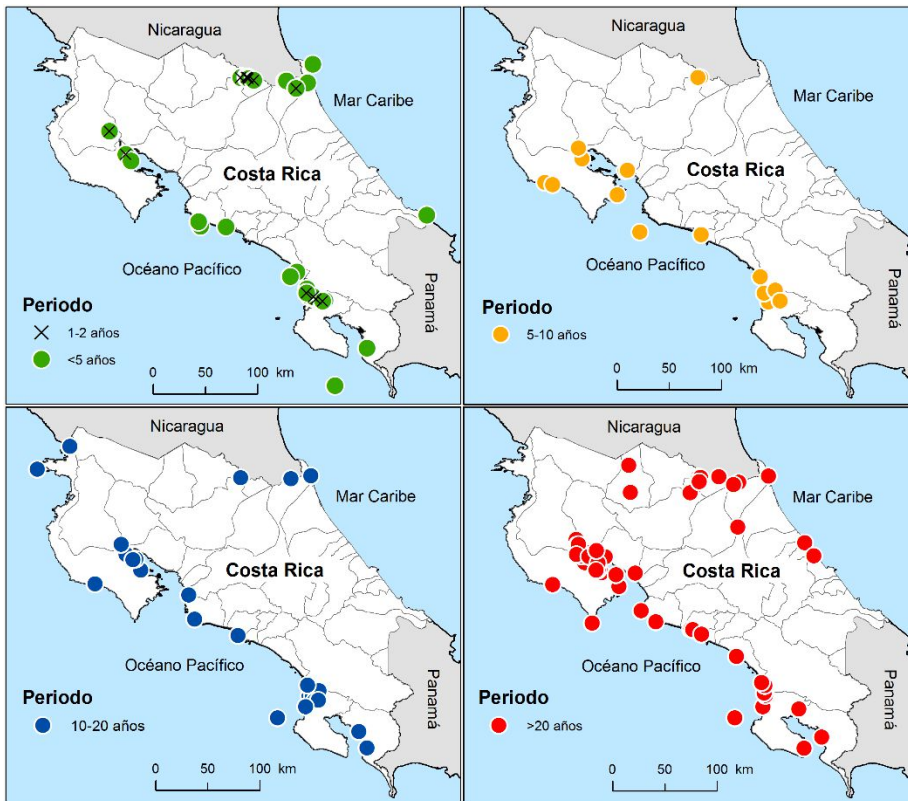 Nicaragua
Mar Caribe
Costa Rica
Océano Pacífico
Panamá
Periodo
1-2 años
<5 años
0 50 100 km
Nicaragua
Mar Caribe
Costa Rica
Océano Pacífico
Panamá
Periodo
5-10 años
0 50 100 km
Nicaragua
Mar Caribe
Costa Rica
Océano Pacífico
Panamá
Periodo
10-20 años
0 50 100 km
Nicaragua
Mar Caribe
Costa Rica
Océano Pacífico
Panamá
Periodo
>20 años
0 50 100 km